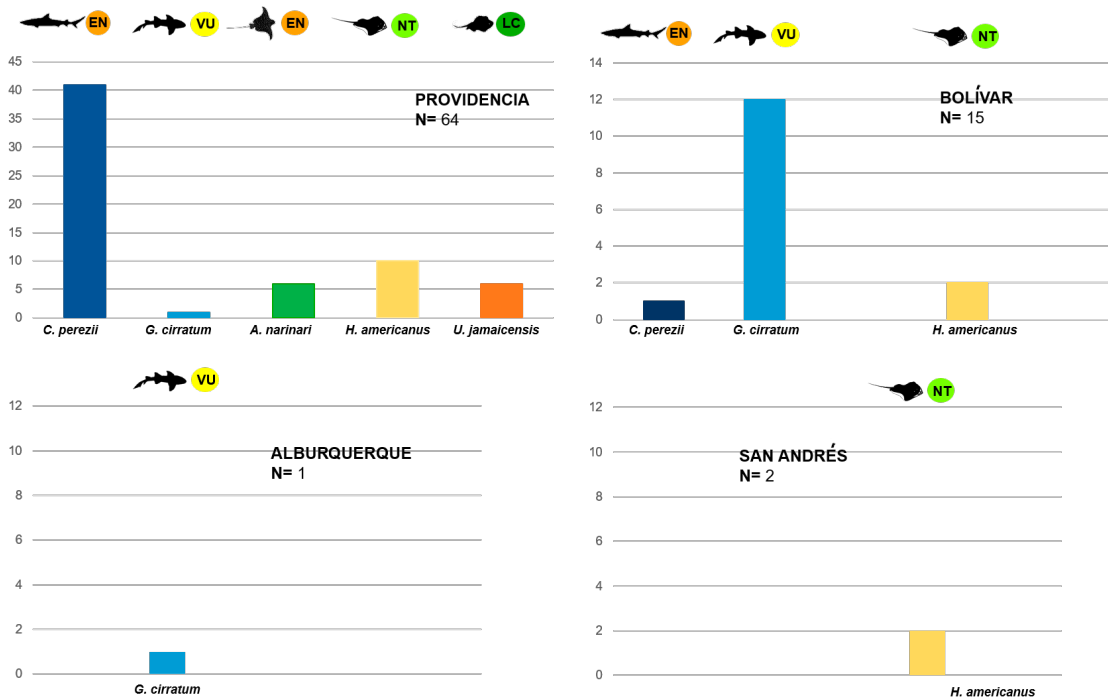 EN VU EN NT LC
45
40
35
30
25
20
15
10
5
0
PROVIDENCIA
N= 64
C. perezii G. cirratum A. narinari H. americanus U. jamaicensis
EN VU NT
14
12
10
8
6
4
2
0
BOLÍVAR
N= 15
C. perezii G. cirratum H. americanus
VU
12
10
8
6
4
2
0
ALBURQUERQUE
N= 1
G. cirratum
NT
12
10
8
6
4
2
0
SAN ANDRÉS
N= 2
H. americanus